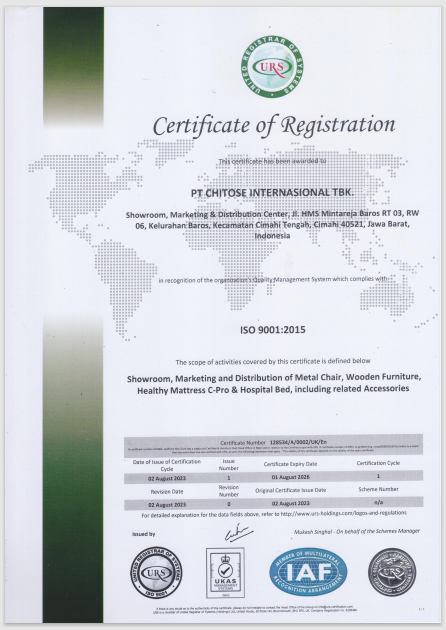 UNITED REGISTRAR OF SYSTEMS
URS
Certificate of Registration
This certificate has been awarded to
PT CHITOSE INTERNASIONAL TBK.
Showroom, Marketing & Distribution Center, Jl. HMS Mintareja Baros RT 03, RW
06, Kelurahan Baros, Kecamatan Cimahi Tengah, Cimahi 40521, Jawa Barat,
Indonesia
in recognition of the organization's Quality Management System which complies with
ISO 9001:2015
The scope of activities covered by this certificate is defined below
Showroom, Marketing and Distribution of Metal Chair, Wooden Furniture,
Healthy Mattress C-Pro & Hospital Bed, including related Accessories
Certificate Number 128534/A/0002/UK/En
Date of Issue of Certification Issue Certificate Expiry Date Certification Cycle
Cycle Number
02 August 2023 1 01 August 2026 1
Revision Date Revision Original Certificate Issue Date Scheme Number
Number
02 August 2023 0 02 August 2023 n/a
For detailed explanation for the data fields above, refer to http://www.urs-holdings.com/logos-and-regulations
Issued by
Mukesh Singhal - On behalf of the Schemes Manager
UNITED REGISTRAR OF SYSTEMS
URS
ISO 9001
UKAS
MANAGEMENT
SYSTEMS
MEMBER OF MULTILATERAL
IAF
RECOGNITION ARRANGEMENT
URS